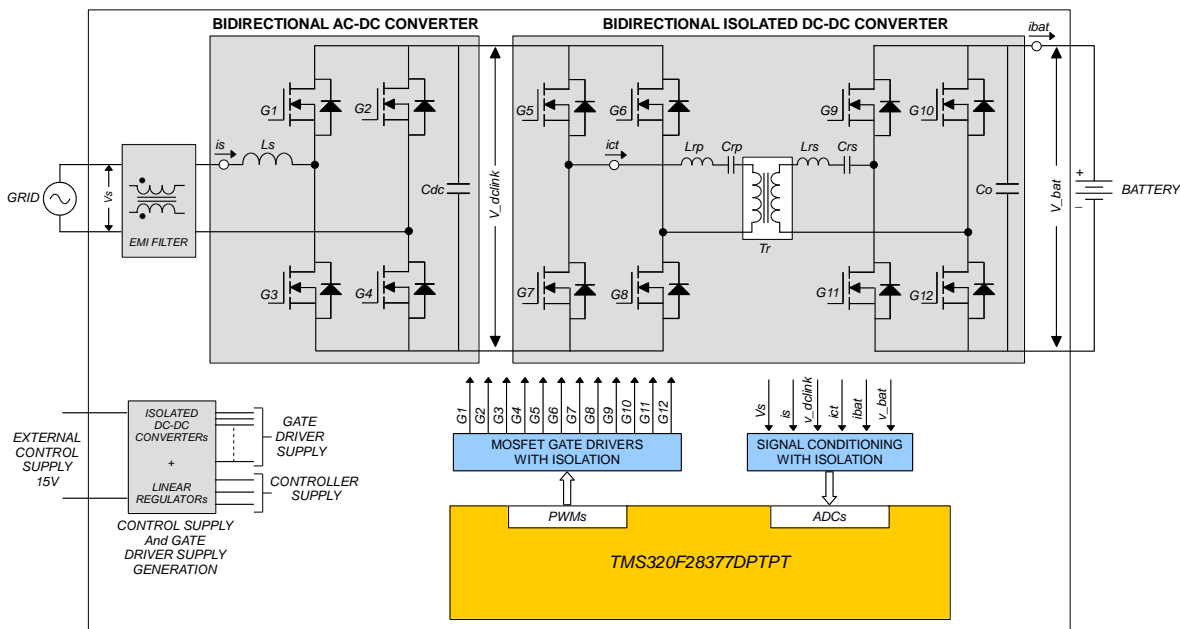 BIDIRECTIONAL AC-DC CONVERTER
BIDIRECTIONAL ISOLATED DC-DC CONVERTER
ibat
G1
G2
G5
G6
G9
G10
is
Ls
ict
Lrp
Crp
Lrs
Crs
GRID
Vs
EMI FILTER
Cdc
V_dclink
Tr
Co
V_bat
+
_
BATTERY
G3
G4
G7
G8
G11
G12
EXTERNAL
CONTROL
SUPPLY
15V
ISOLATED
DC-DC
CONVERTERs
+
LINEAR
REGULATORs
GATE
DRIVER
SUPPLY
CONTROLLER
SUPPLY
CONTROL SUPPLY
And GATE
DRIVER SUPPLY
GENERATION
G1
G2
G3
G4
G5
G6
G7
G8
G9
G10
G11
G12
MOSFET GATE DRIVERS
WITH ISOLATION
Vs
is
v_dclink
ict
ibat
v_bat
SIGNAL CONDITIONING
WITH ISOLATION
PWMs
ADCs
TMS320F28377DPTPT